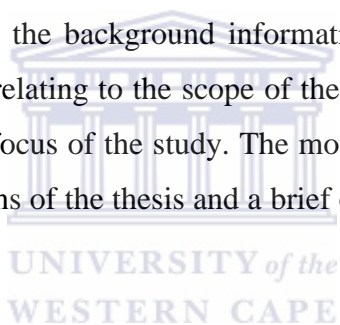 the background informati
relating to the scope of the
focus of the study. The mo
ns of the thesis and a brief
UNIVERSITY of the
WESTERN CAPE